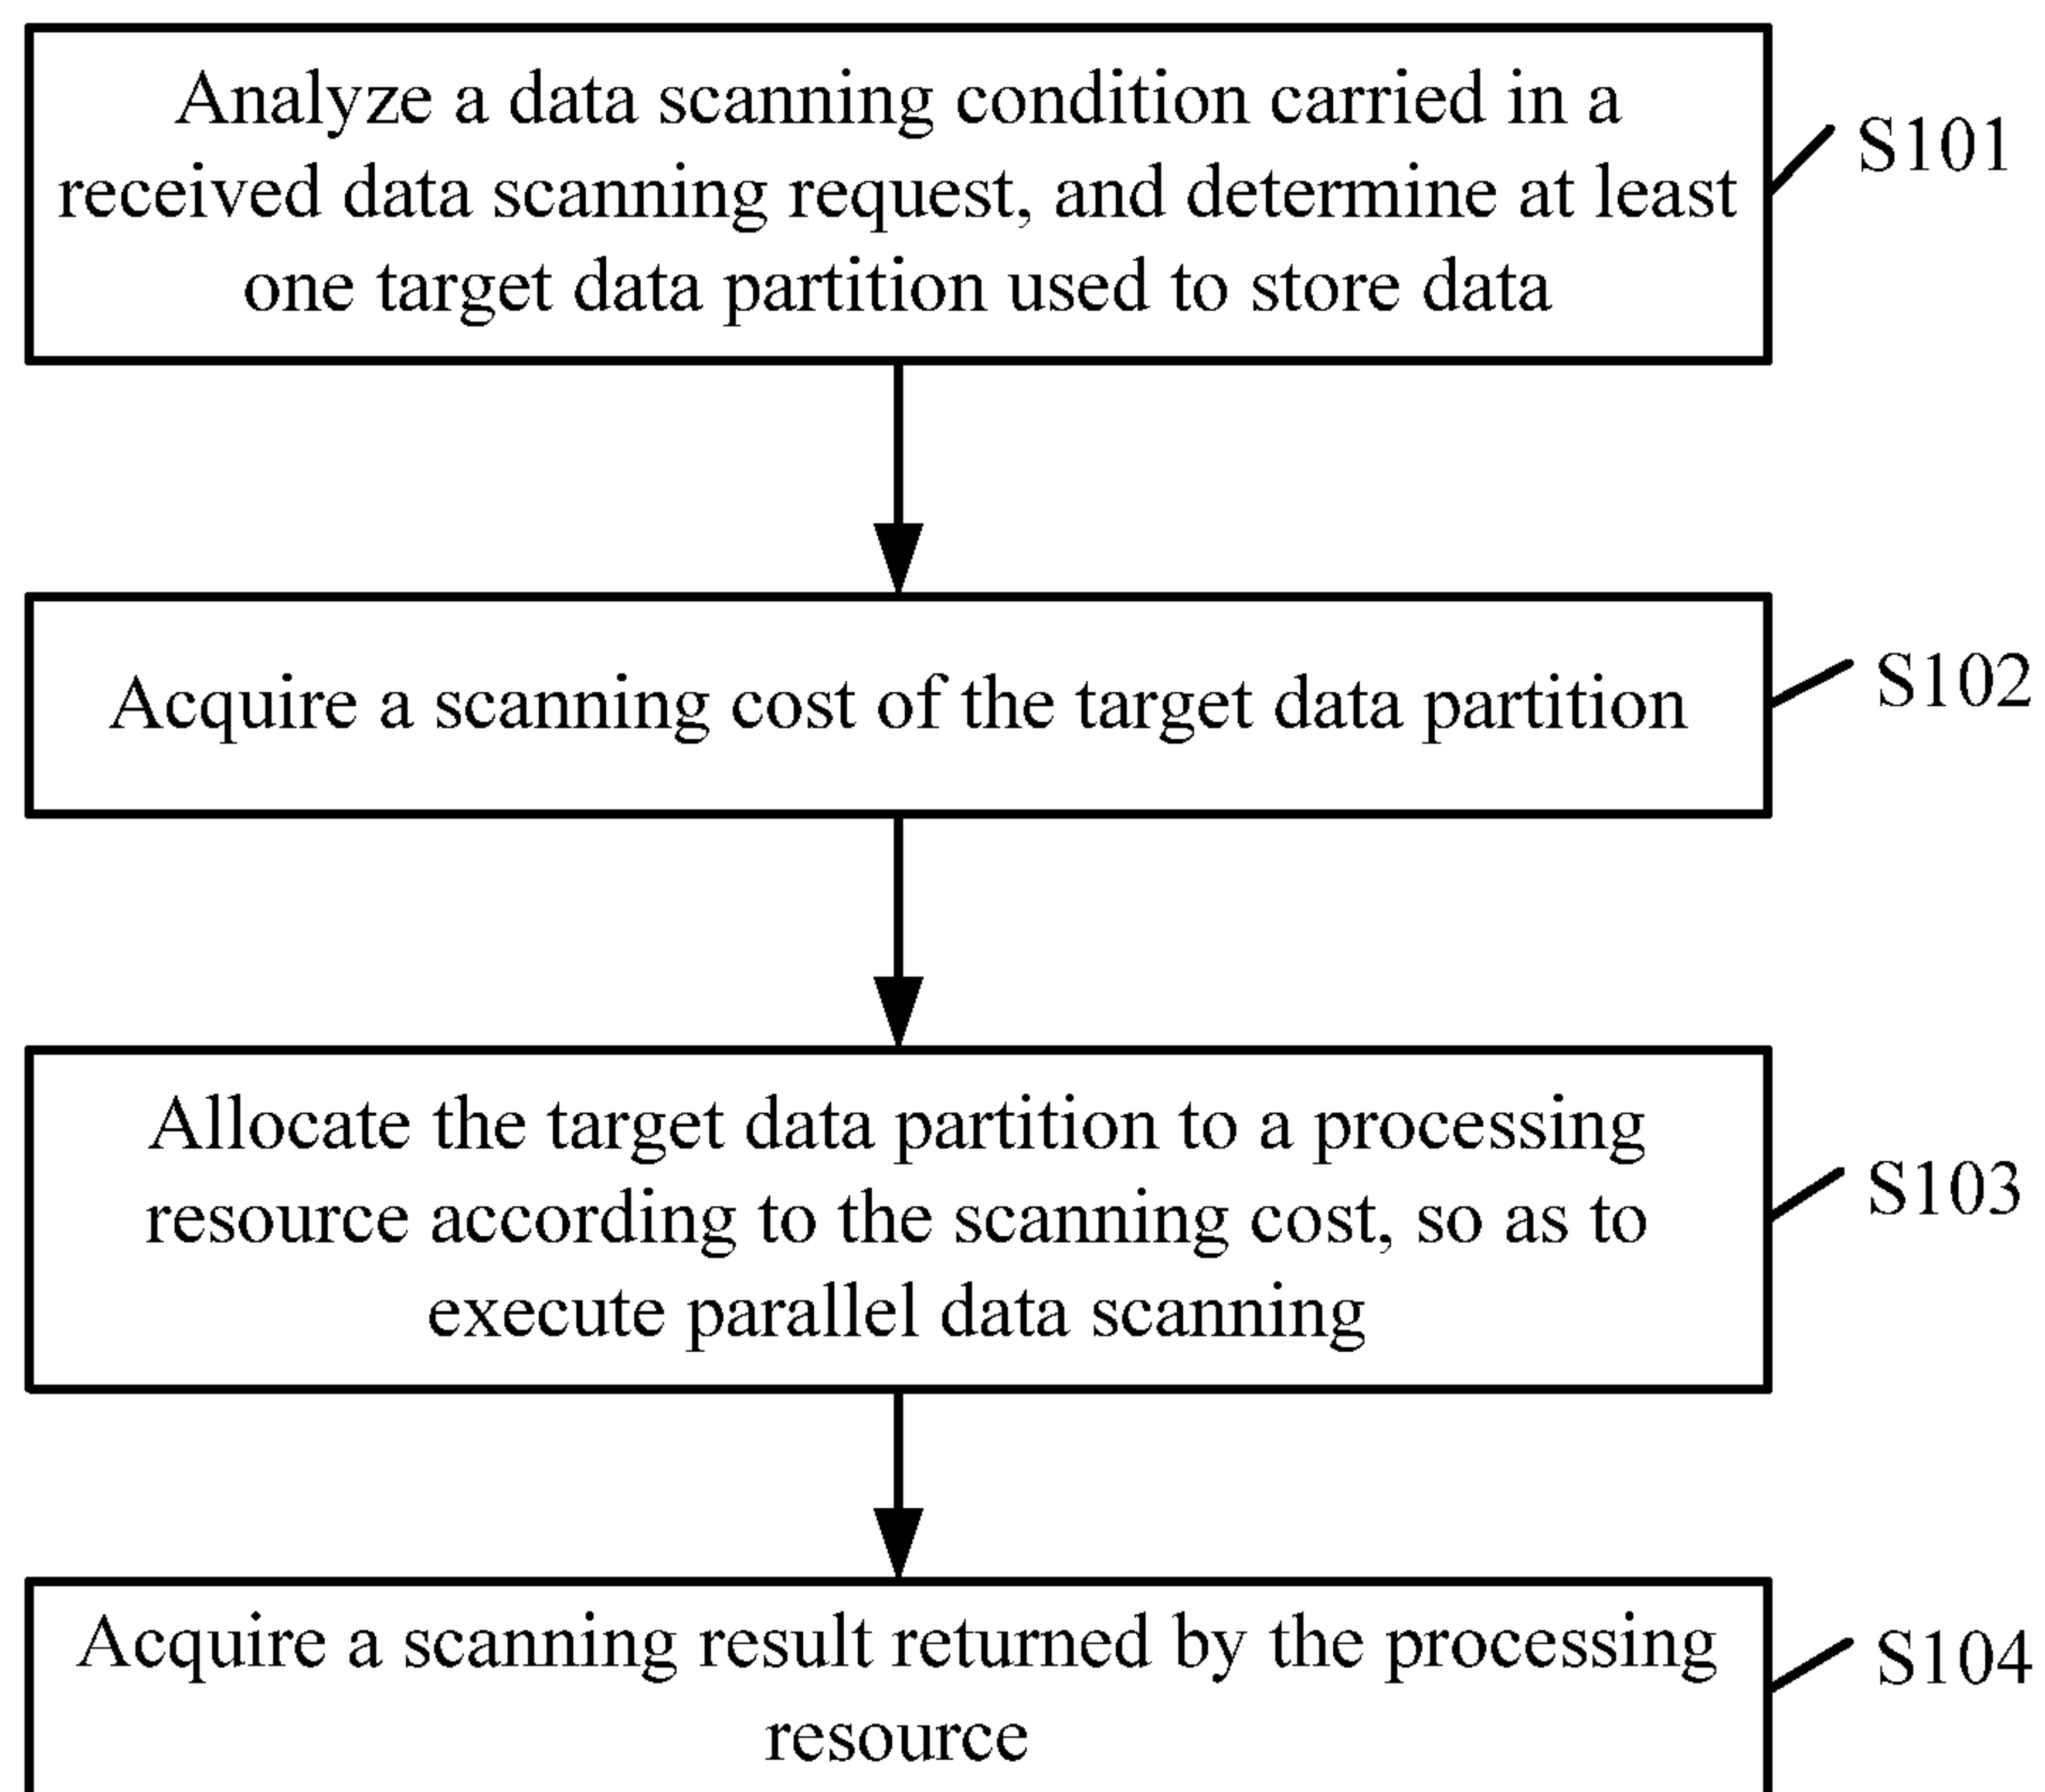 Analyze a data scanning condition carried in a
received data scanning request, and determine at least
one target data partition used to store data
S101
Acquire a scanning cost of the target data partition
S102
Allocate the target data partition to a processing
resource according to the scanning cost, so as to
execute parallel data scanning
S103
Acquire a scanning result returned by the processing
resource
S104